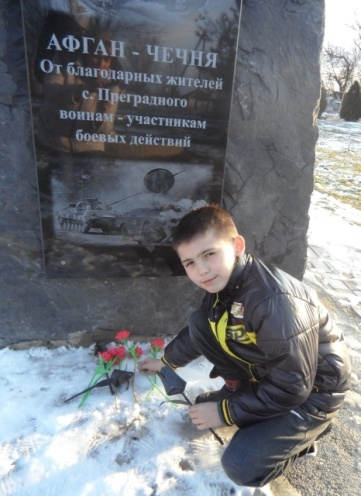 АФГАН - ЧЕЧНЯ
От благодарных жителей
с. Преградного
воинам - участникам
боевых действий